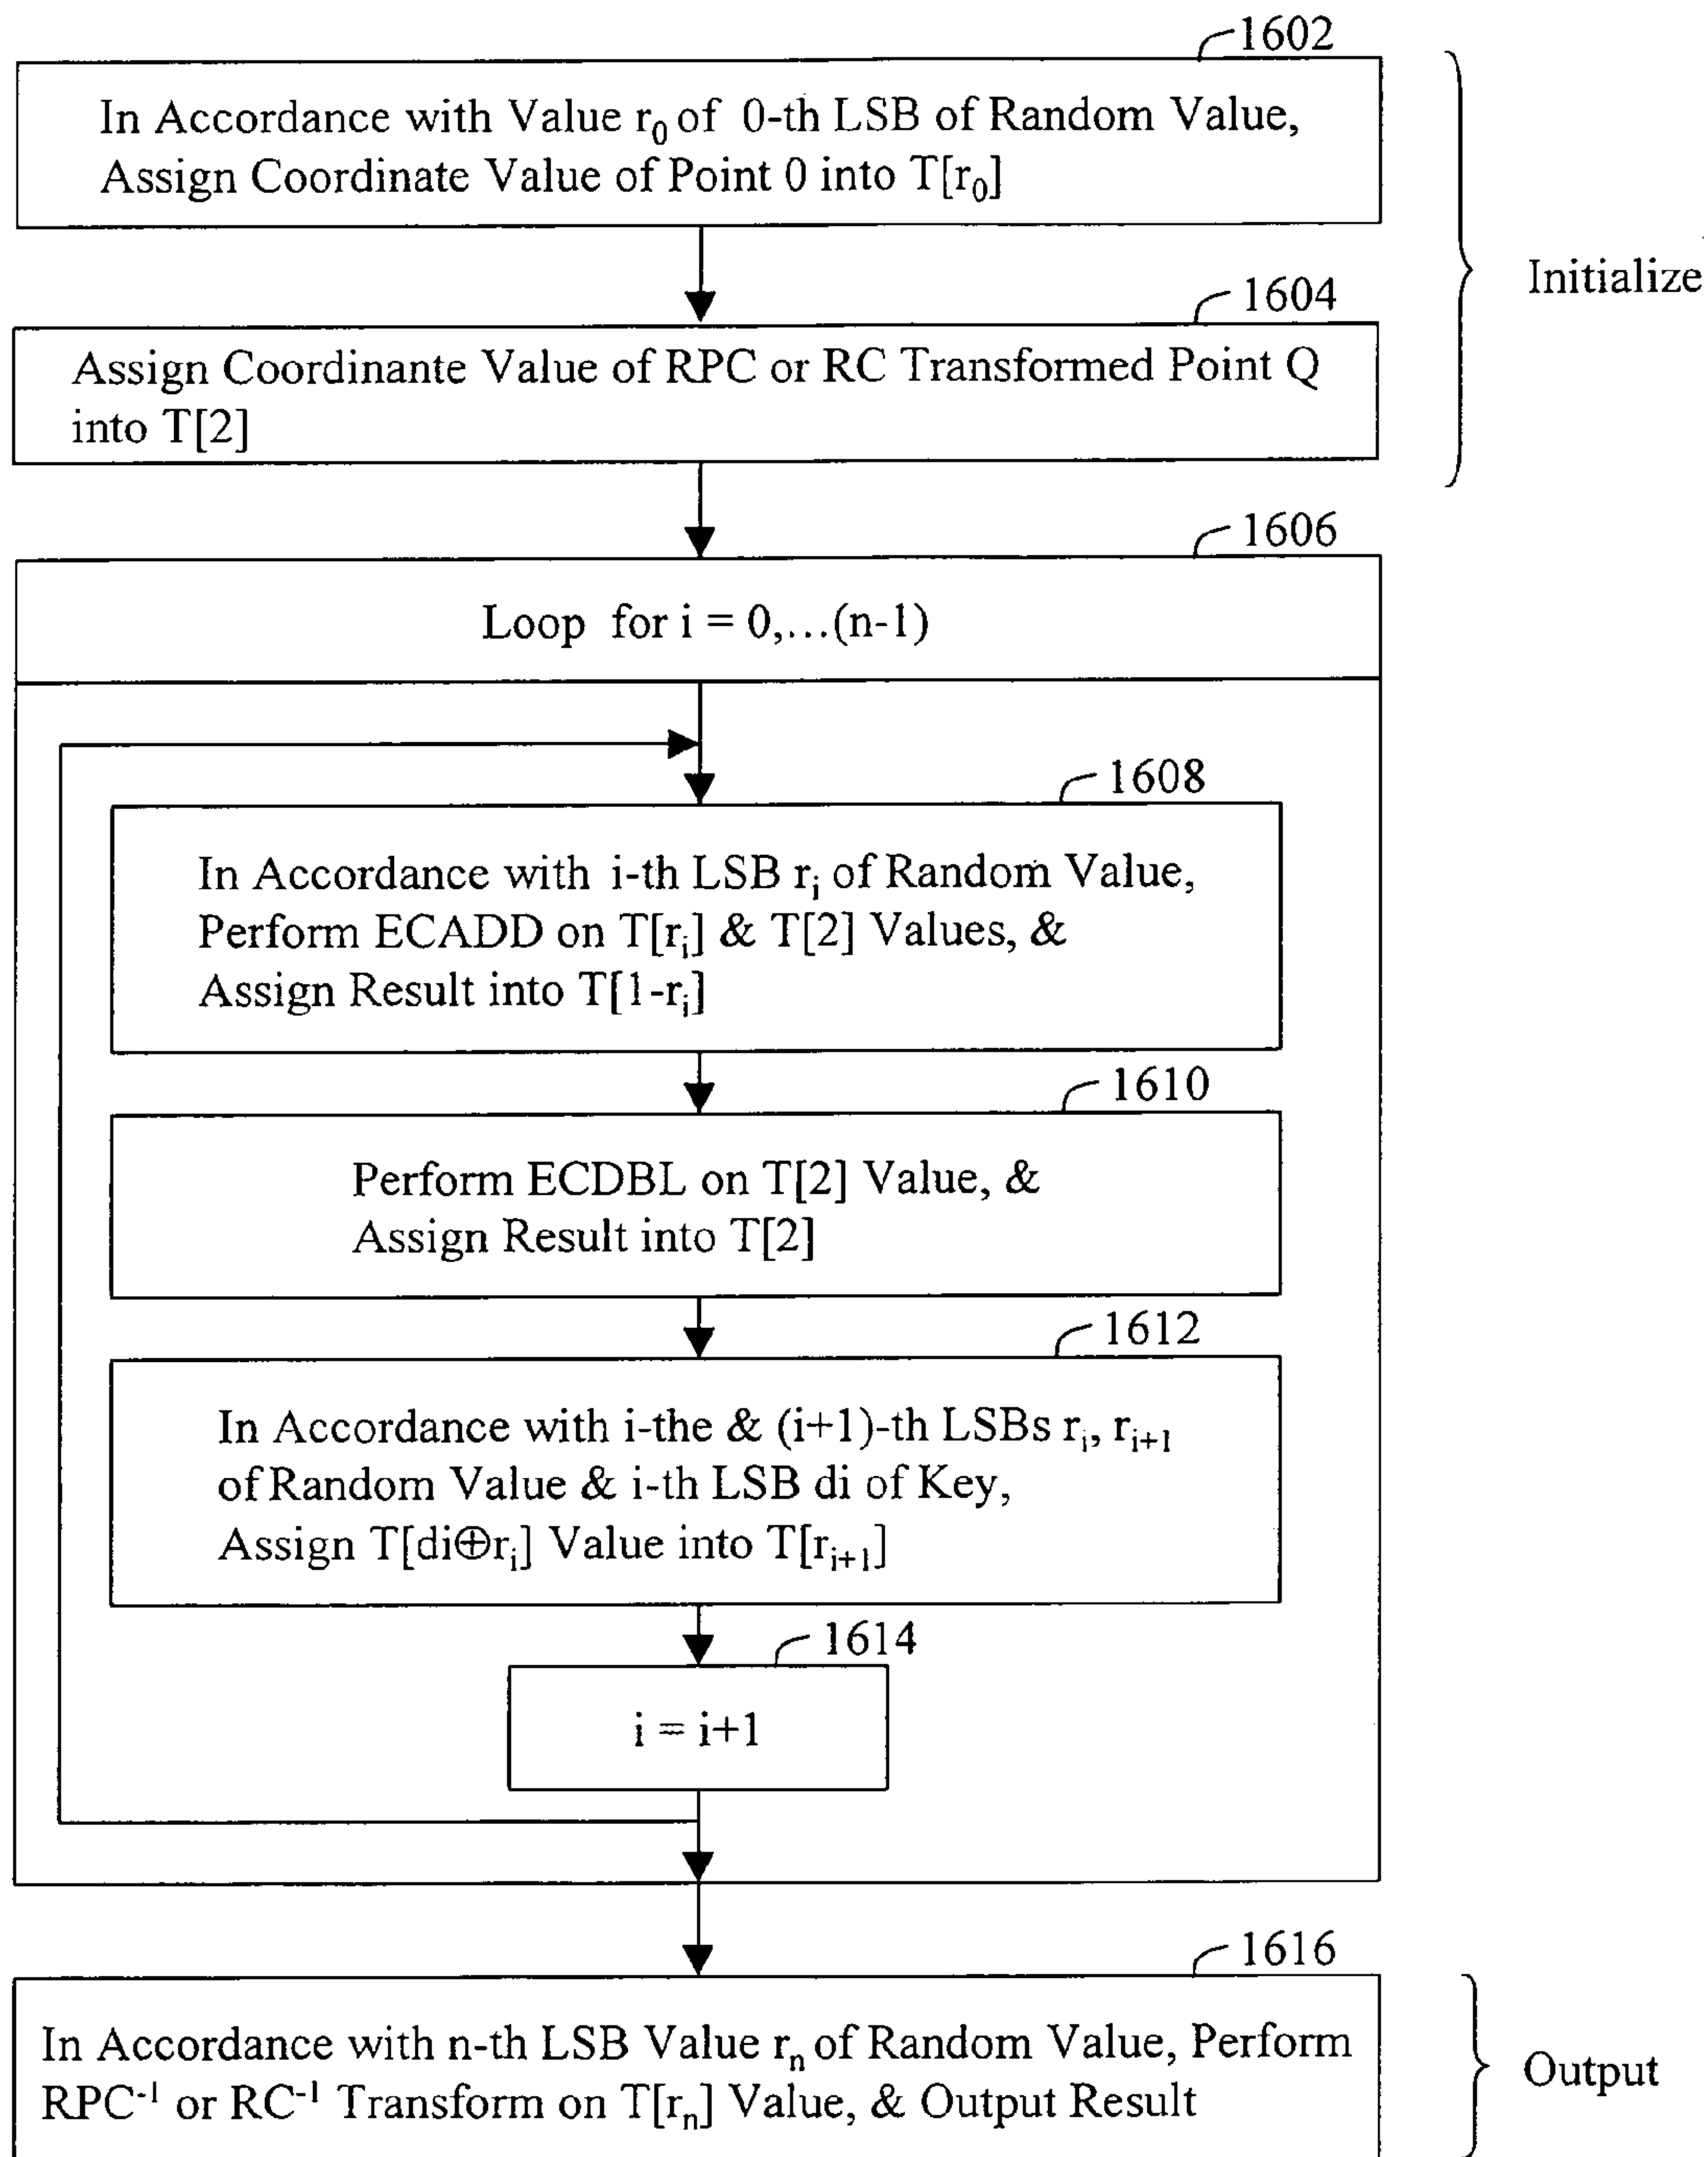 1602
In Accordance with Value r₀ of 0-th LSB of Random Value,
Assign Coordinate Value of Point 0 into T[r₀]
Initialize
1604
Assign Coordinante Value of RPC or RC Transformed Point Q
into T[2]
1606
Loop for i = 0,...(n-1)
1608
In Accordance with i-th LSB rᵢ of Random Value,
Perform ECADD on T[rᵢ] & T[2] Values, &
Assign Result into T[1-rᵢ]
1610
Perform ECDBL on T[2] Value, &
Assign Result into T[2]
1612
In Accordance with i-the & (i+1)-th LSBs rᵢ, rᵢ₊₁
of Random Value & i-th LSB di of Key,
Assign T[di⊕rᵢ] Value into T[rᵢ₊₁]
1614
i = i+1
1616
In Accordance with n-th LSB Value rₙ of Random Value, Perform
RPC⁻¹ or RC⁻¹ Transform on T[rₙ] Value, & Output Result
Output